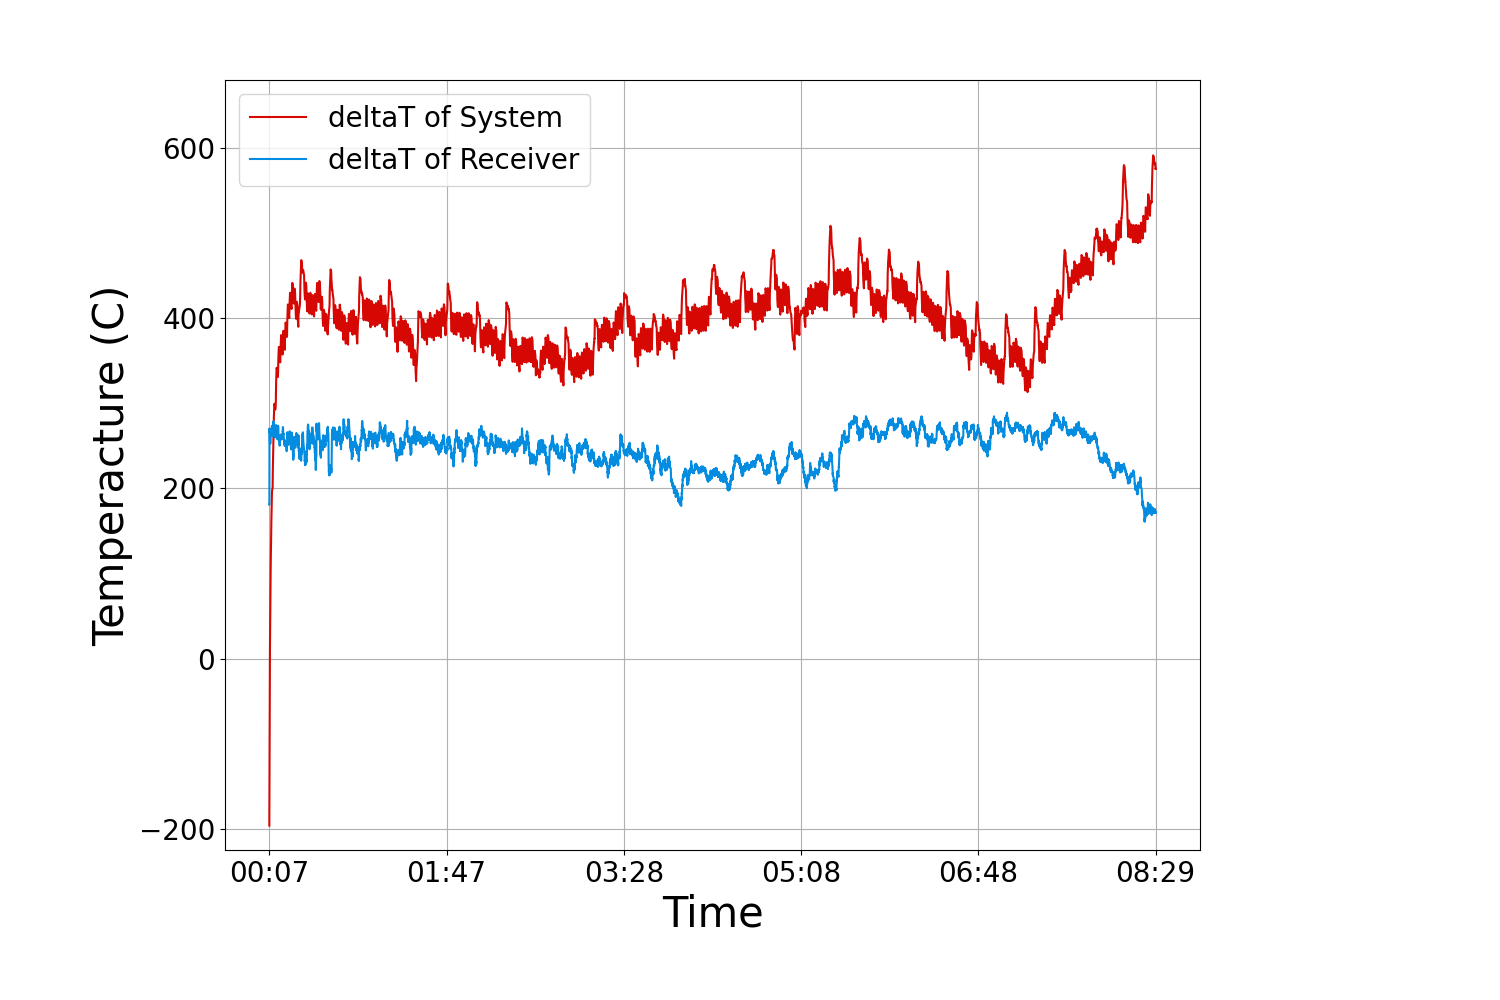 deltaT of System
deltaT of Receiver
600
400
200
0
−200
Temperacture (C)
00:07 01:47 03:28 05:08 06:48 08:29
Time